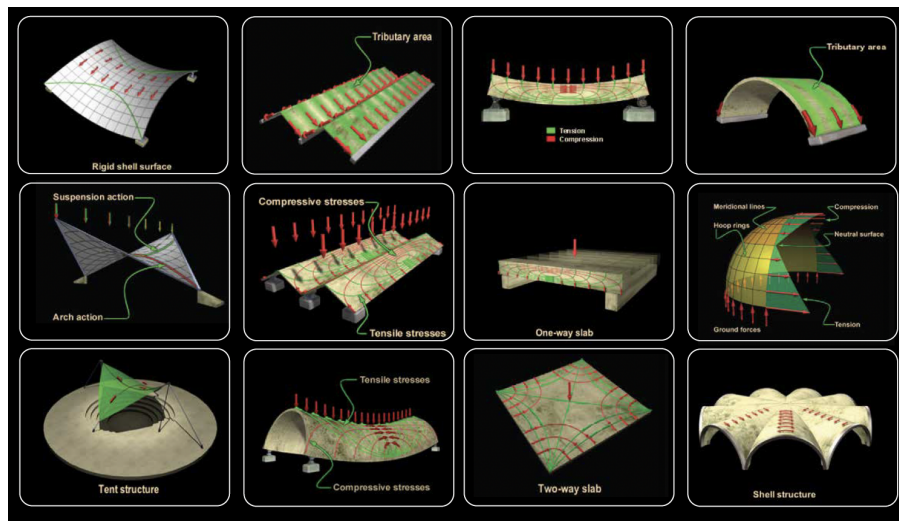 Rigid shell surface
Tributary area
Tension
Compression
Tributary area
Suspension action
Arch action
Compressive stresses
Tensile stresses
One-way slab
Meridional lines
Compression
Hoop rings
Neutral surface
Ground forces
Tension
Tent structure
Tensile stresses
Compressive stresses
Two-way slab
Shell structure